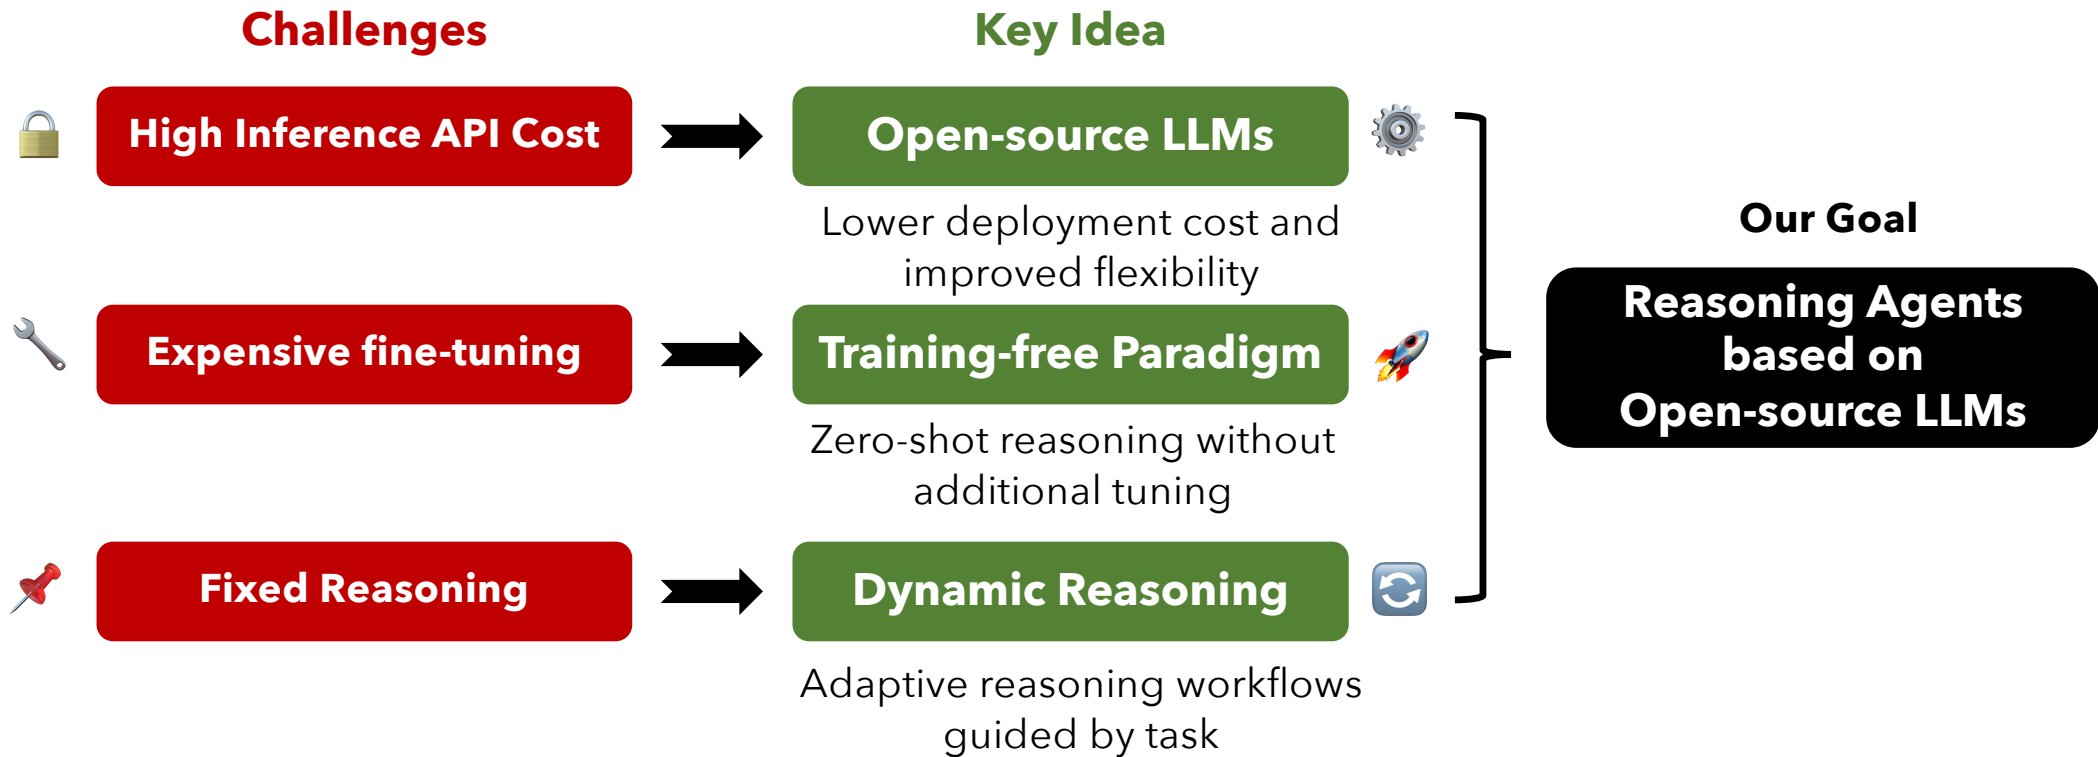 Challenges
Key Idea
High Inference API Cost
Open-source LLMs
Lower deployment cost and
improved flexibility
Expensive fine-tuning
Training-free Paradigm
Zero-shot reasoning without
additional tuning
Fixed Reasoning
Dynamic Reasoning
Adaptive reasoning workflows
guided by task
Our Goal
Reasoning Agents
based on
Open-source LLMs